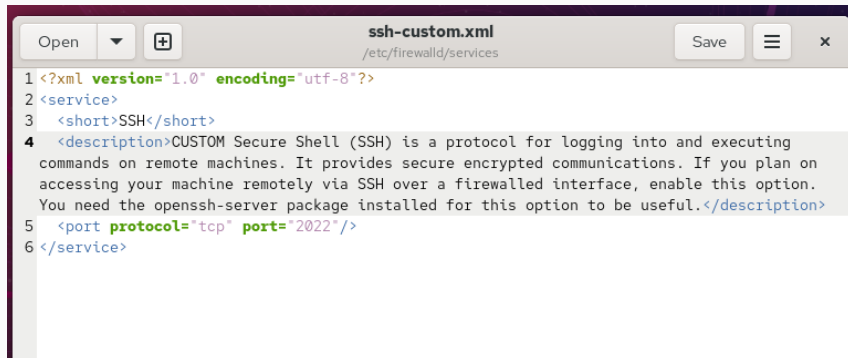 Open
ssh-custom.xml
/etc/firewalld/services
Save
1 <?xml version="1.0" encoding="utf-8"?>
2 <service>
3   <short>SSH</short>
4   <description>CUSTOM Secure Shell (SSH) is a protocol for logging into and executing
commands on remote machines. It provides secure encrypted communications. If you plan on
accessing your machine remotely via SSH over a firewalled interface, enable this option.
You need the openssh-server package installed for this option to be useful.</description>
5   <port protocol="tcp" port="2022"/>
6 </service>